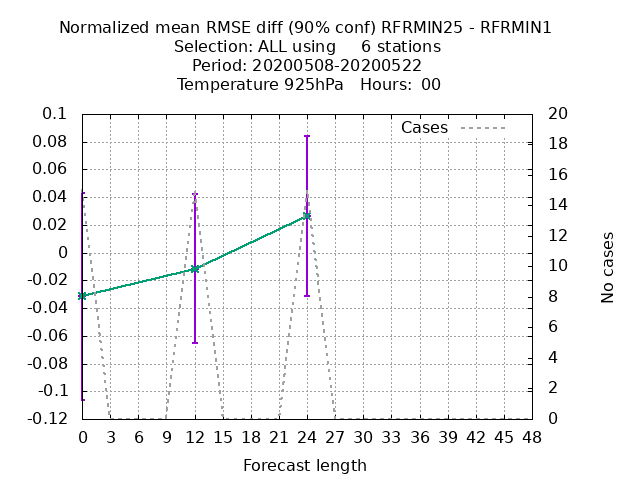 Normalized mean RMSE diff (90% conf) RFRMIN25 - RFRMIN1
Selection: ALL using     6 stations
Period: 20200508-20200522
Temperature 925hPa   Hours:  00
Cases
0.1
0.08
0.06
0.04
0.02
0
-0.02
-0.04
-0.06
-0.08
-0.1
-0.12
20
18
16
14
12
10
8
6
4
2
0
No cases
0 3 6 9 12 15 18 21 24 27 30 33 36 39 42 45 48
Forecast length